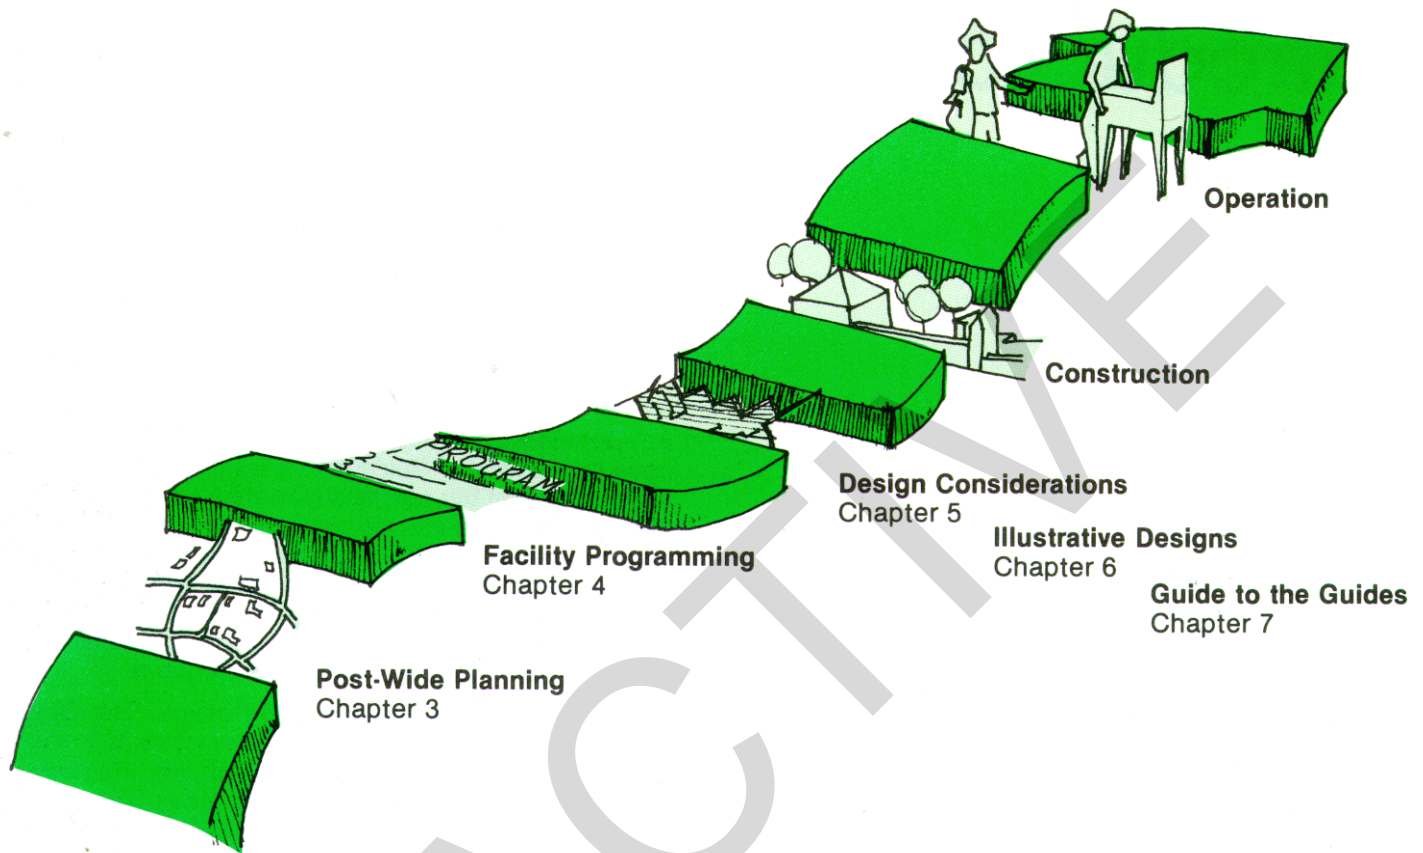 Operation
Construction
PROGRAM
Design Considerations
Chapter 5
Illustrative Designs
Chapter 6
Facility Programming
Chapter 4
Guide to the Guides
Chapter 7
Post-Wide Planning
Chapter 3
ACTIVE